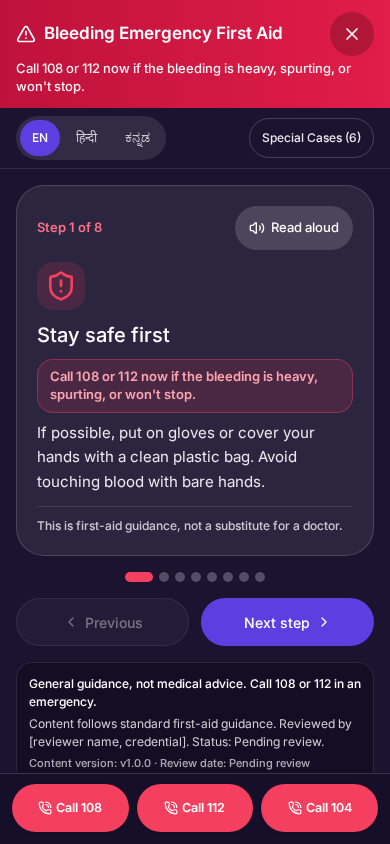 Bleeding Emergency First Aid
Call 108 or 112 now if the bleeding is heavy, spurting, or
won't stop.
EN हिन्दी ಕನ್ನಡ Special Cases (6)
Step 1 of 8 Read aloud
Stay safe first
Call 108 or 112 now if the bleeding is heavy,
spurting, or won't stop.
If possible, put on gloves or cover your
hands with a clean plastic bag. Avoid
touching blood with bare hands.
This is first-aid guidance, not a substitute for a doctor.
Previous Next step
General guidance, not medical advice. Call 108 or 112 in an
emergency.
Content follows standard first-aid guidance. Reviewed by
[reviewer name, credential]. Status: Pending review.
Content version: v1.0.0 · Review date: Pending review
Call 108 Call 112 Call 104